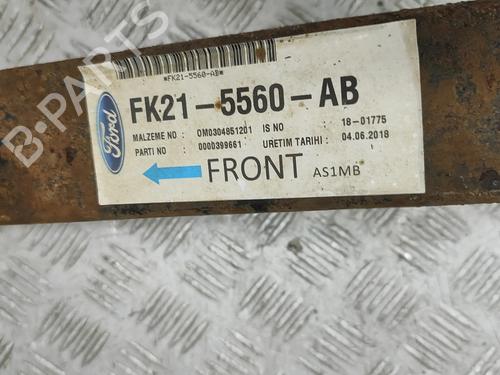 B-PARTS
*FK21-5560-AB*
FK21-5560-AB
Ford
MALZEME NO : OM0304851201 IS NO : 18-01775
PARTI NO : 0000399661 URETIM TARIHI : 04.06.2018
FRONT AS1MB